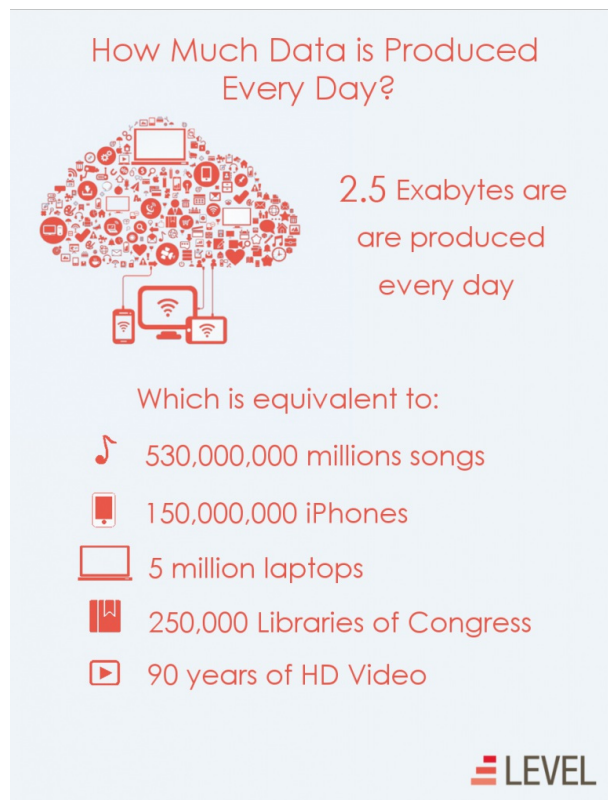 How Much Data is Produced
Every Day?
2.5 Exabytes are
are produced
every day
Which is equivalent to:
530,000,000 millions songs
150,000,000 iPhones
5 million laptops
250,000 Libraries of Congress
90 years of HD Video
LEVEL